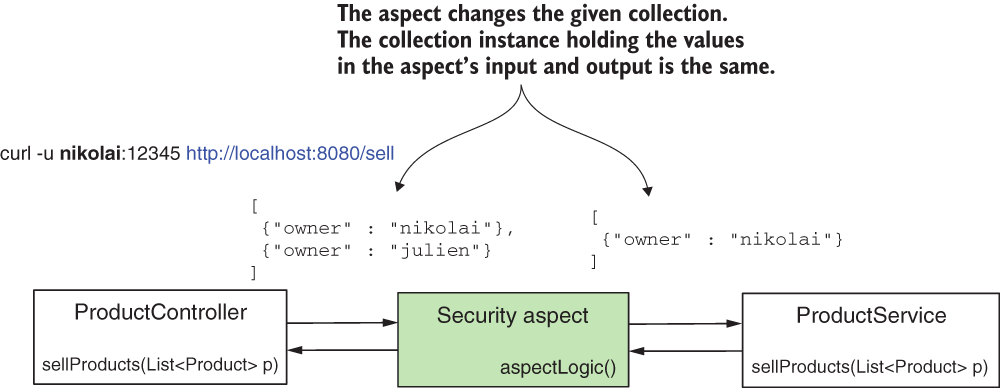 The aspect changes the given collection.
The collection instance holding the values
in the aspect's input and output is the same.
curl -u nikolai:12345 http://localhost:8080/sell
[
{"owner" : "nikolai"},
{"owner" : "julien"}
]
[
{"owner" : "nikolai"}
]
ProductController
sellProducts(List<Product> p)
Security aspect
aspectLogic()
ProductService
sellProducts(List<Product> p)